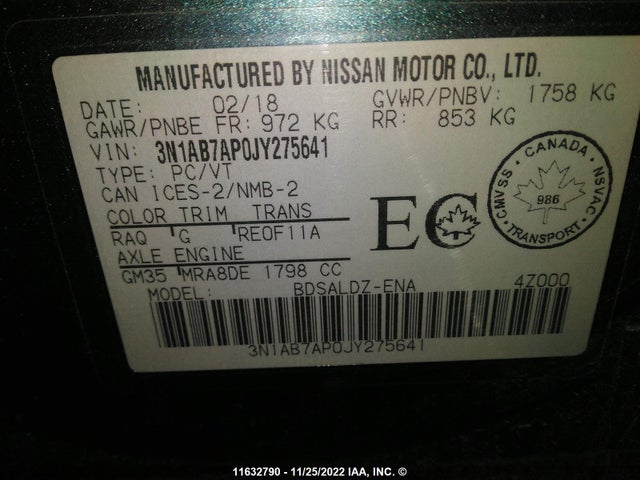 MANUFACTURED BY NISSAN MOTOR CO., LTD.
DATE: 02/18 GVWR/PNBV: 1758 KG
GAWR/PNBE FR: 972 KG RR: 853 KG
VIN: 3N1AB7AP0JY275641
TYPE: PC/VT
CAN ICES-2/NMB-2
COLOR TRIM TRANS
RAQ G RE0F11A
AXLE ENGINE
GM35 MRA8DE 1798 CC
EC
CANADA
CMVSS NSVAC
986
TRANSPORT
MODEL: BDSALDZ-ENA 4Z000
3N1AB7AP0JY275641
11632790 - 11/25/2022 IAA, INC. ©